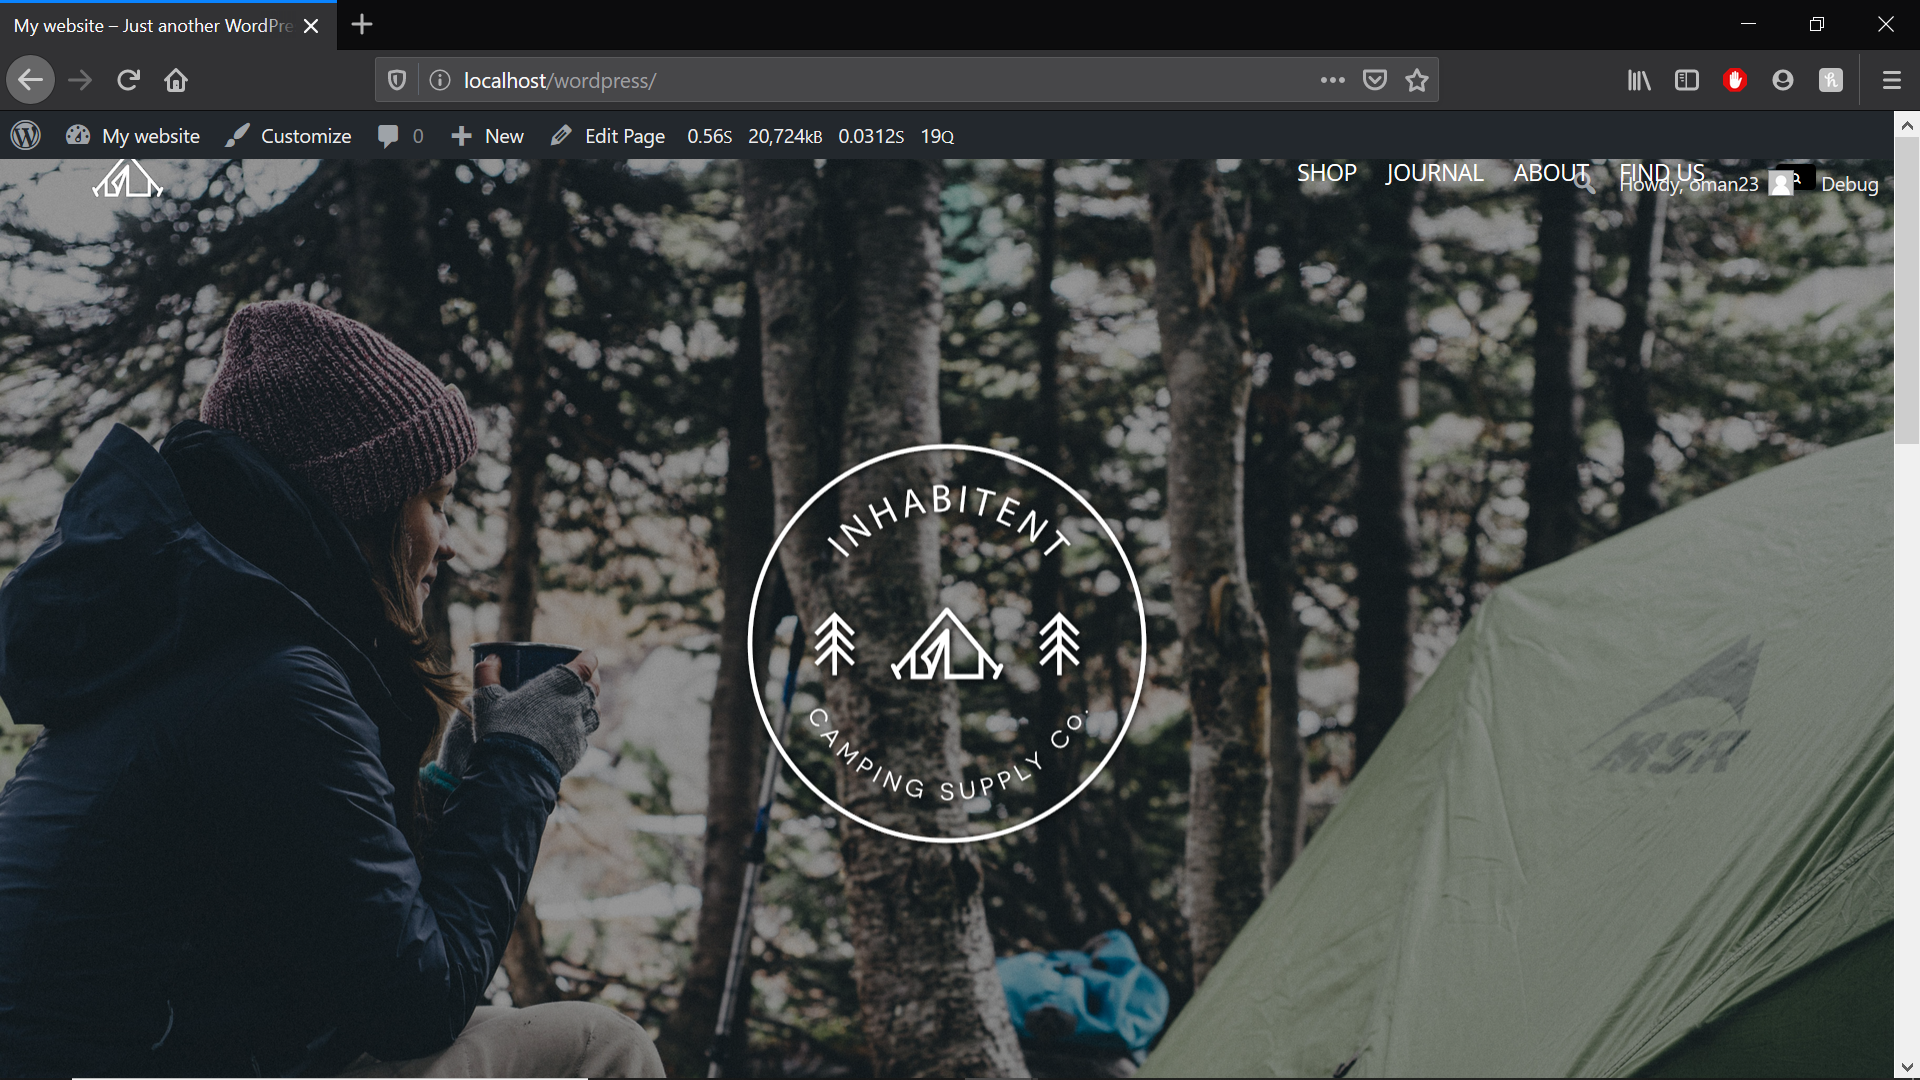 My website – Just another WordPre
localhost/wordpress/
My website Customize 0 New Edit Page 0.56S 20,724KB 0.0312S 19Q
SHOP JOURNAL ABOUT FIND US
Howdy, oman23 Debug
INHABITENT
CAMPING SUPPLY CO.
MSR